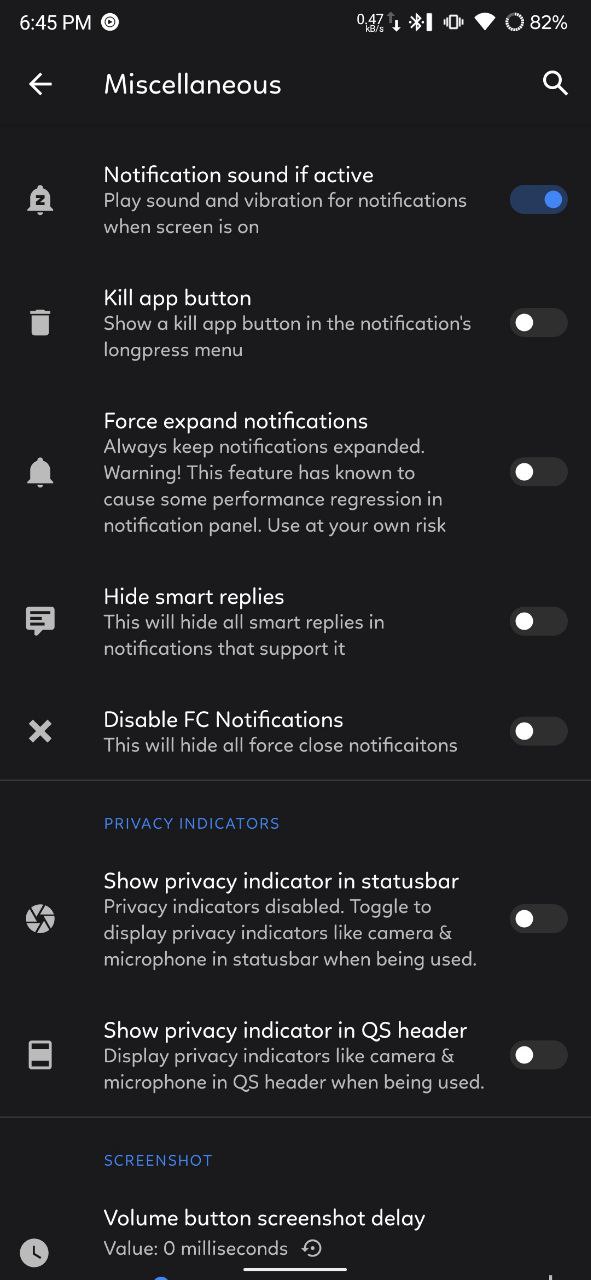 6:45 PM
0.47
kB/s
82%
Miscellaneous
Notification sound if active
Play sound and vibration for notifications
when screen is on
Kill app button
Show a kill app button in the notification's
longpress menu
Force expand notifications
Always keep notifications expanded.
Warning! This feature has known to
cause some performance regression in
notification panel. Use at your own risk
Hide smart replies
This will hide all smart replies in
notifications that support it
Disable FC Notifications
This will hide all force close notificaitons
PRIVACY INDICATORS
Show privacy indicator in statusbar
Privacy indicators disabled. Toggle to
display privacy indicators like camera &
microphone in statusbar when being used.
Show privacy indicator in QS header
Display privacy indicators like camera &
microphone in QS header when being used.
SCREENSHOT
Volume button screenshot delay
Value: 0 milliseconds